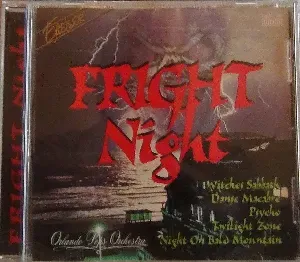 FRIGHT
Night
Witches Sabbath
Danse Macabre
Psycho
Twilight Zone
Night On Bald Mountain
Orlando Pops Orchestra
FRIGHT Night